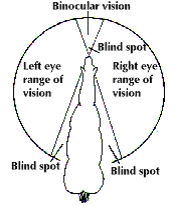 Binocular vision
Blind spot
Left eye
range of
vision
Right eye
range of
vision
Blind spot
Blind spot